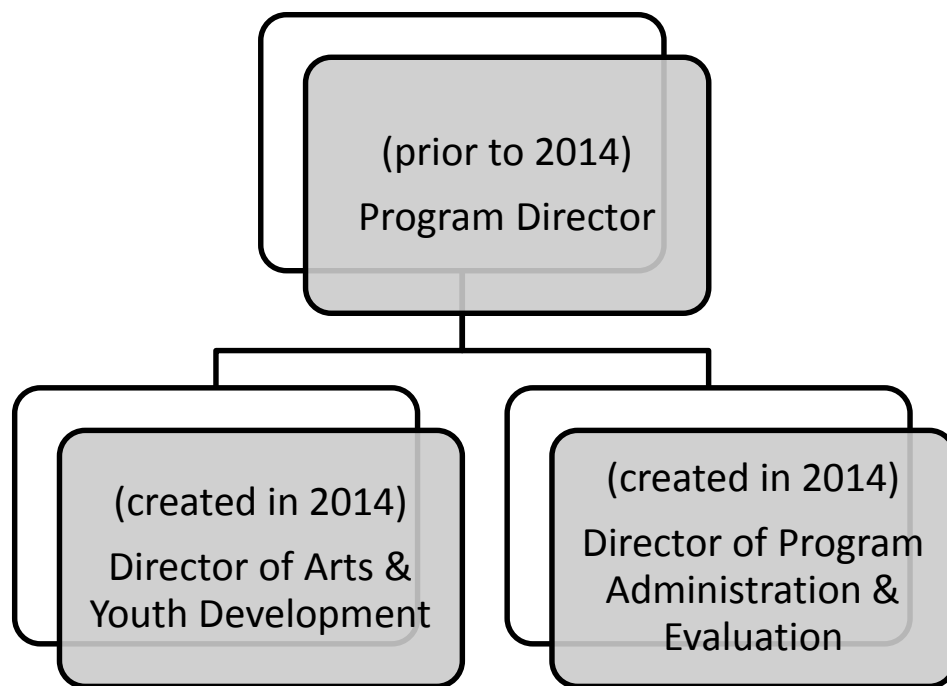 (prior to 2014)
Program Director
(created in 2014)
Director of Arts &
Youth Development
(created in 2014)
Director of Program
Administration &
Evaluation